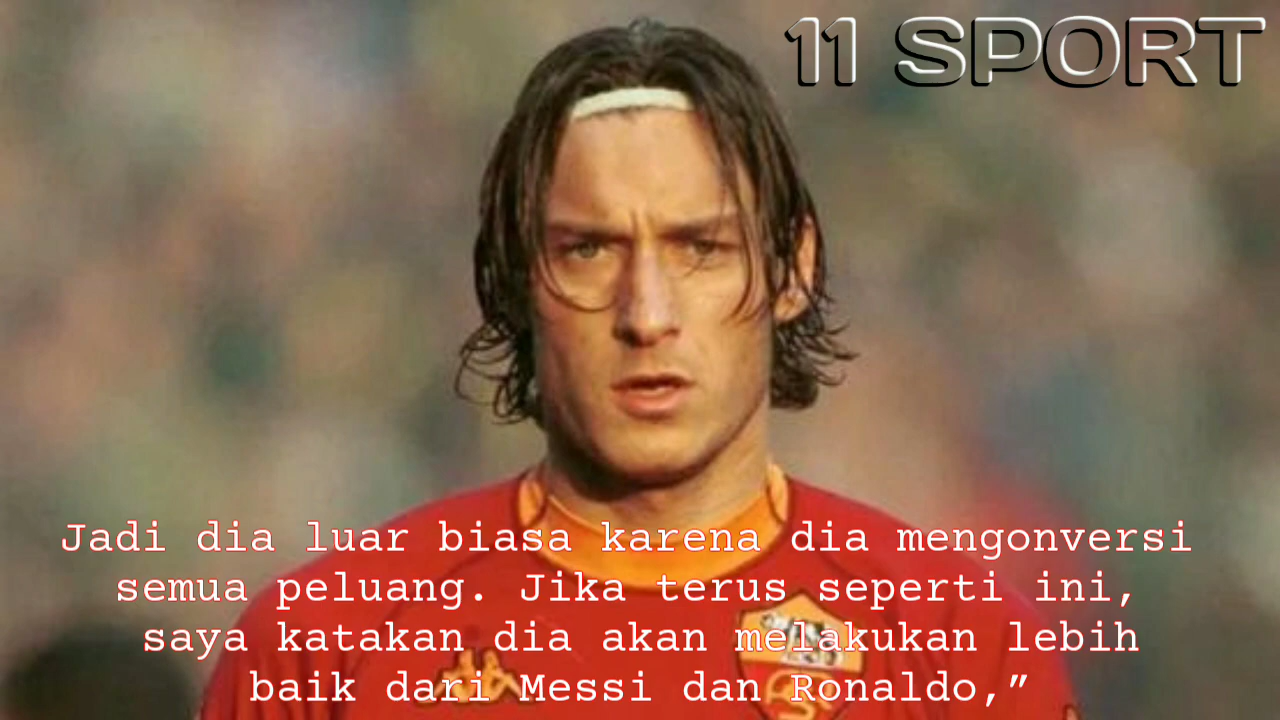 11 SPORT
Jadi dia luar biasa karena dia mengonversi
semua peluang. Jika terus seperti ini,
saya katakan dia akan melakukan lebih
baik dari Messi dan Ronaldo,”